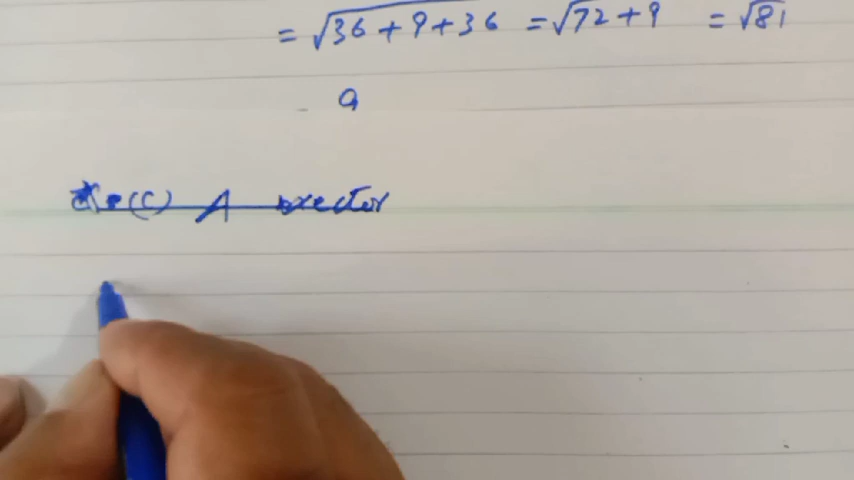 = √36 + 9 + 36 = √72 + 9 = √81
9
(C) A vector